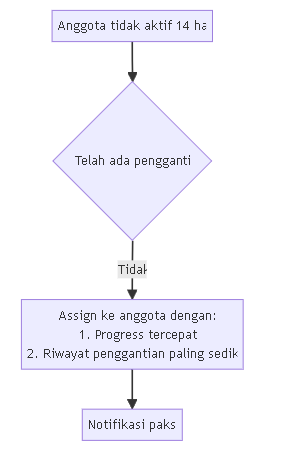 Anggota tidak aktif 14 ha
Telah ada pengganti
Tidak
Assign ke anggota dengan:
1. Progress tercepat
2. Riwayat penggantian paling sedik
Notifikasi paks